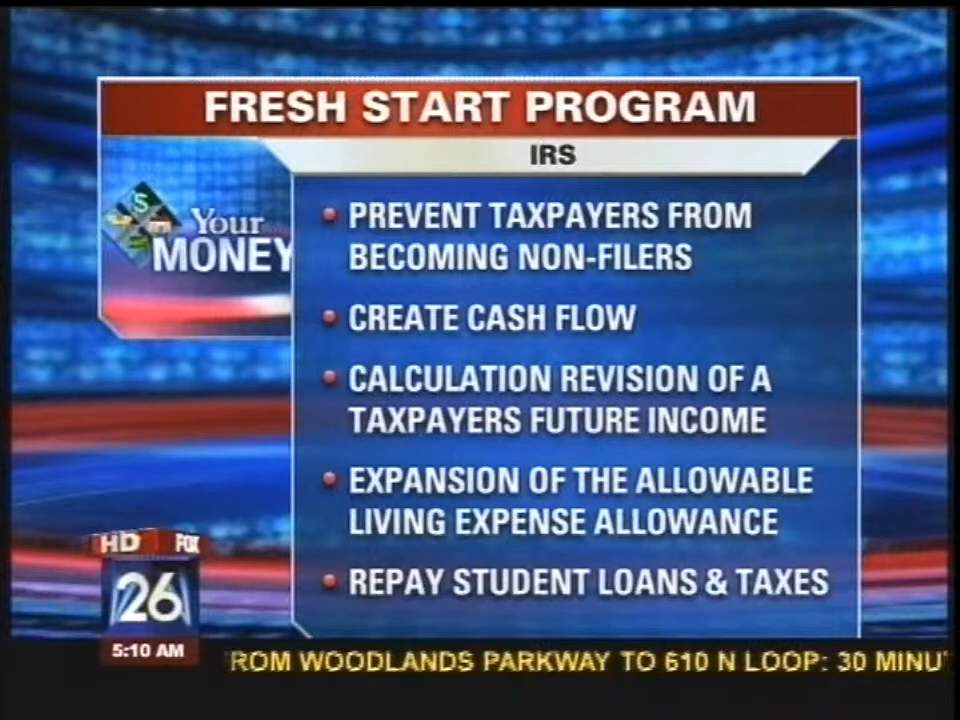 FRESH START PROGRAM
IRS
Your
MONEY
PREVENT TAXPAYERS FROM
BECOMING NON-FILERS
CREATE CASH FLOW
CALCULATION REVISION OF A
TAXPAYERS FUTURE INCOME
EXPANSION OF THE ALLOWABLE
LIVING EXPENSE ALLOWANCE
REPAY STUDENT LOANS & TAXES
HD FOX
26
5:10 AM
ROM WOODLANDS PARKWAY TO 610 N LOOP: 30 MINU